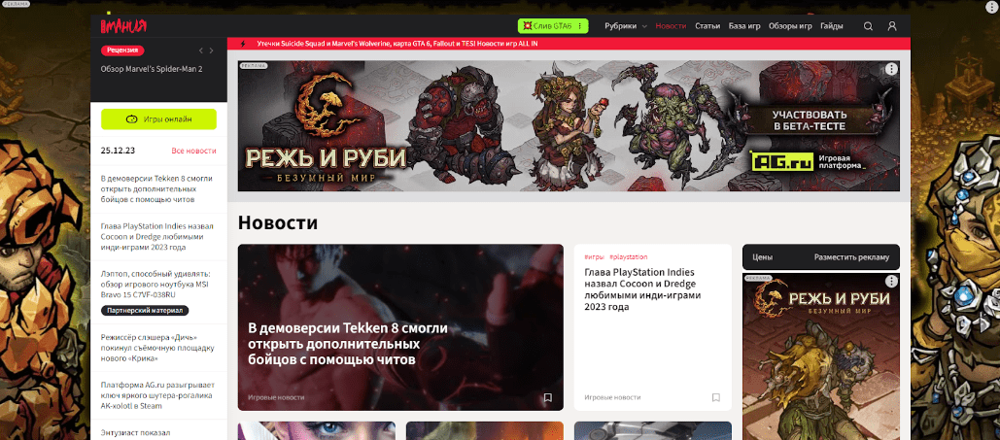 РЕКЛАМА
МАНИЯ
Слив GTA6
Рубрики
Новости
Статьи
База игр
Обзоры игр
Гайды
Рецензия
Обзор Marvel's Spider-Man 2
Утечки Suicide Squad и Marvel's Wolverine, карта GTA 6, Fallout и TES! Новости игр ALL IN
Игры онлайн
25.12.23
Все новости
В демоверсии Tekken 8 смогли
открыть дополнительных
бойцов с помощью читов
Глава PlayStation Indies назвал
Cocoon и Dredge любимыми
инди-играми 2023 года
Лэптоп, способный удивлять:
обзор игрового ноутбука MSI
Bravo 15 C7VF-038RU
Партнерский материал
Режиссёр слэшера «Дичь»
покинул съёмочную площадку
нового «Крика»
Платформа AG.ru разыгрывает
ключ яркого шутера-рогалика
AK-xolotl в Steam
Энтузиаст показал
РЕКЛАМА
РЕЖЬ И РУБИ
БЕЗУМНЫЙ МИР
УЧАСТВОВАТЬ
В БЕТА-ТЕСТЕ
AG.ru
Игровая
платформа_
Новости
В демоверсии Tekken 8 смогли
открыть дополнительных
бойцов с помощью читов
Игровые новости
#игры #playstation
Глава PlayStation Indies
назвал Cocoon и Dredge
любимыми инди-играми
2023 года
Игровые новости
Цены
Разместить рекламу
РЕКЛАМА
РЕЖЬ И РУБИ
БЕЗУМНЫЙ МИР